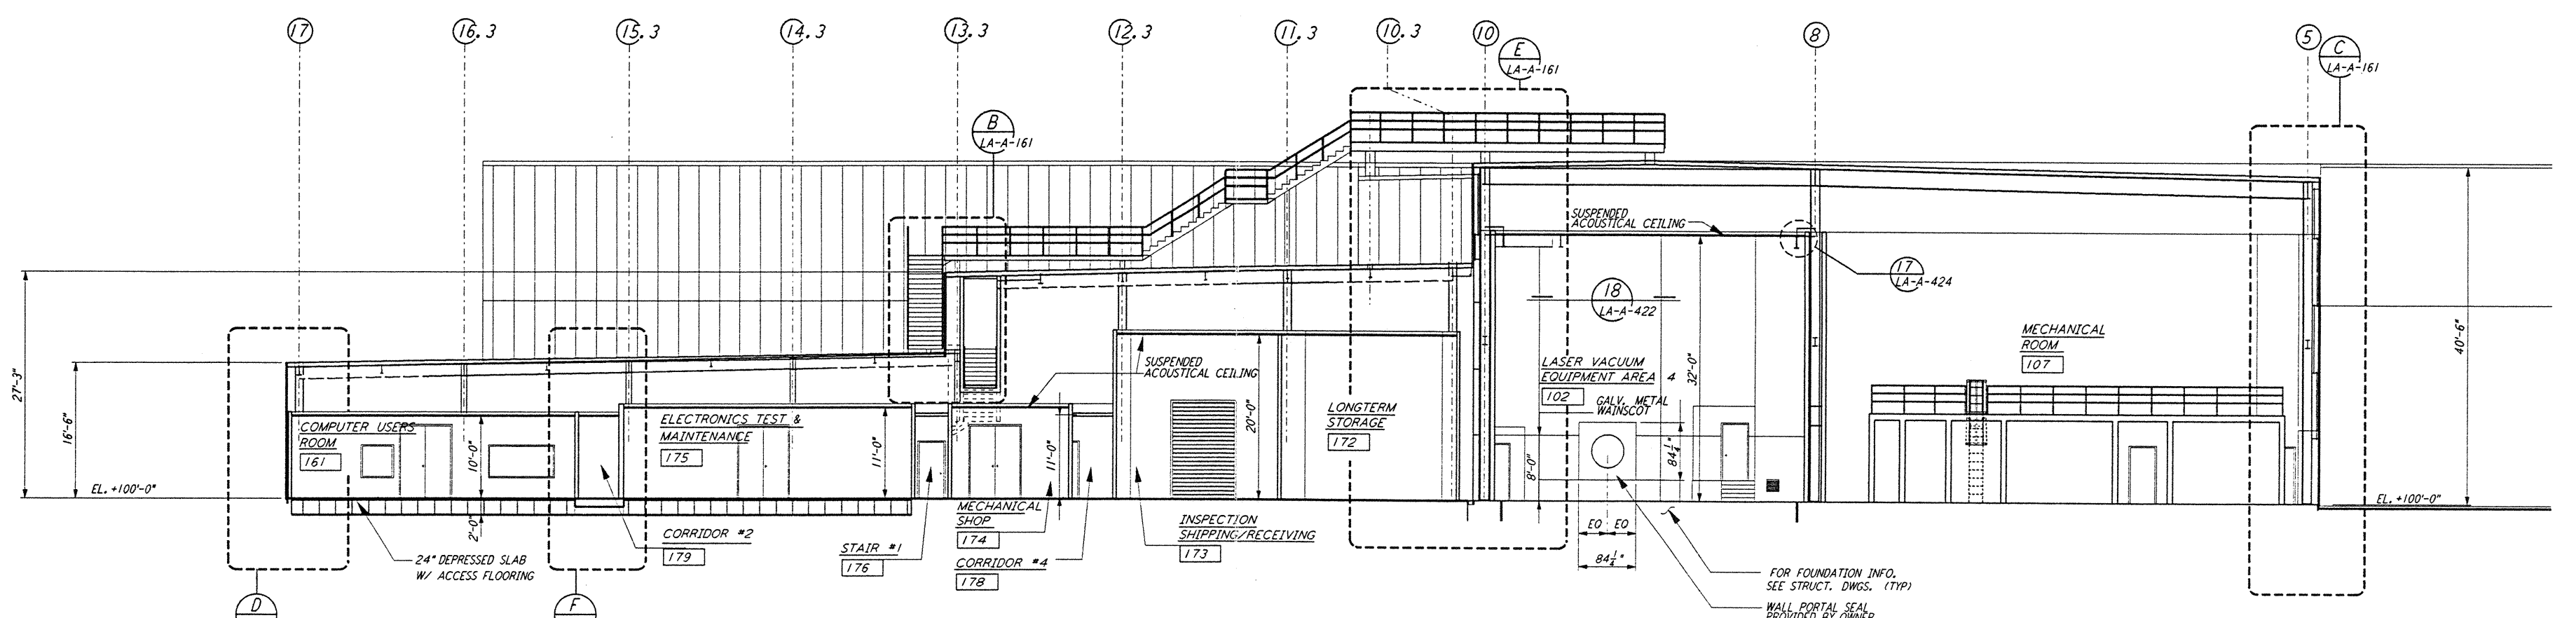 17
16.3
15.3
14.3
13.3
12.3
11.3
10.3
10
8
5
E
LA-A-161
C
LA-A-161
B
LA-A-161
SUSPENDED
ACOUSTICAL CEILING
17
LA-A-424
18
LA-A-422
27'-3"
16'-6"
EL. +100'-0"
COMPUTER USERS
ROOM
161
10'-0"
2'-0"
ELECTRONICS TEST &
MAINTENANCE
175
11'-0"
SUSPENDED
ACOUSTICAL CEILING
11'-0"
20'-0"
LONGTERM
STORAGE
172
LASER VACUUM
EQUIPMENT AREA 4
102
GALV. METAL
WAINSCOT
32'-0"
8'-0"
84¼"
MECHANICAL
ROOM
107
40'-6"
EL. +100'-0"
24" DEPRESSED SLAB
W/ ACCESS FLOORING
CORRIDOR #2
179
STAIR #1
176
MECHANICAL
SHOP
174
CORRIDOR #4
178
INSPECTION
SHIPPING/RECEIVING
173
EQ EQ
84¼"
FOR FOUNDATION INFO.
SEE STRUCT. DWGS. (TYP)
WALL PORTAL SEAL
PROVIDED BY OWNER
D
F